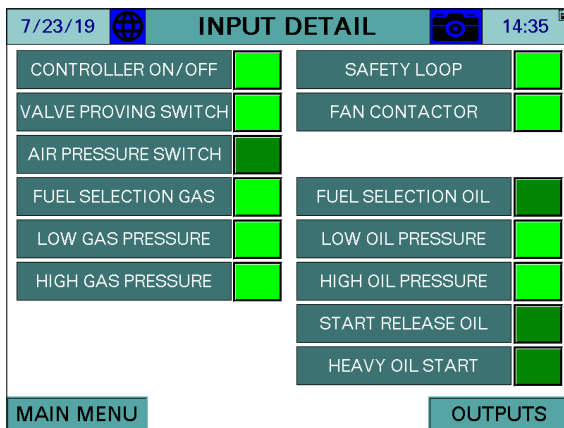 7/23/19 INPUT DETAIL 14:35
CONTROLLER ON/OFF SAFETY LOOP
VALVE PROVING SWITCH FAN CONTACTOR
AIR PRESSURE SWITCH
FUEL SELECTION GAS FUEL SELECTION OIL
LOW GAS PRESSURE LOW OIL PRESSURE
HIGH GAS PRESSURE HIGH OIL PRESSURE
START RELEASE OIL
HEAVY OIL START
MAIN MENU OUTPUTS